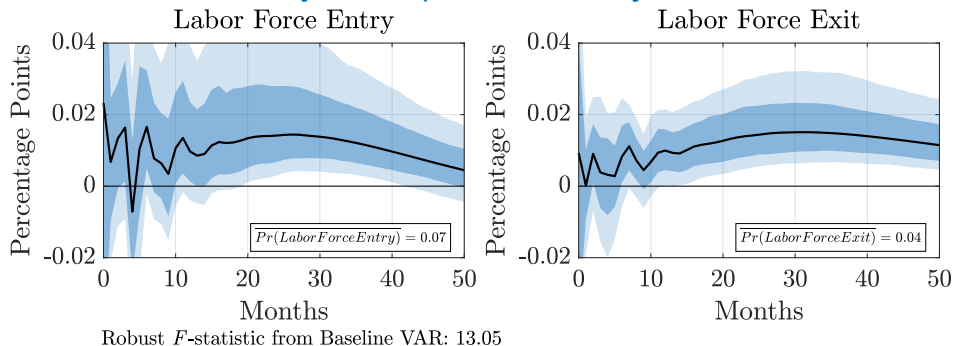 Labor Force Entry
Labor Force Exit
0.04
0.02
0
-0.02
Percentage Points
0 10 20 30 40 50
Months
Pr(LaborForceEntry) = 0.07
0.04
0.02
0
-0.02
Percentage Points
0 10 20 30 40 50
Months
Pr(LaborForceExit) = 0.04
Robust F-statistic from Baseline VAR: 13.05